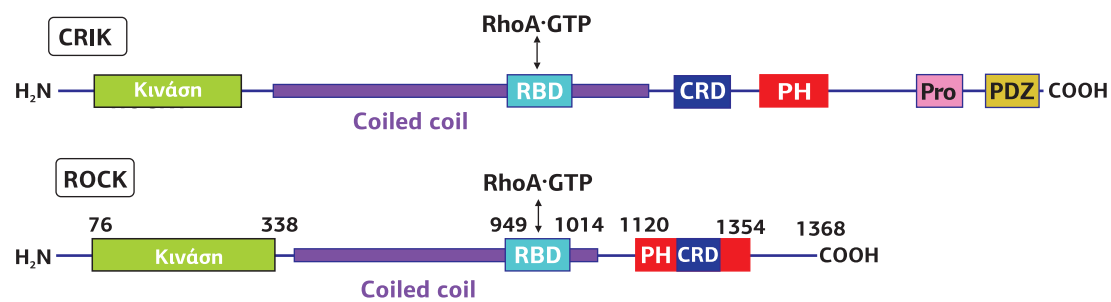 CRIK
RhoA·GTP
H₂N Κινάση RBD CRD PH Pro PDZ COOH
Coiled coil
ROCK
RhoA·GTP
76 338 949 1014 1120 1354 1368
H₂N Κινάση RBD PH CRD COOH
Coiled coil